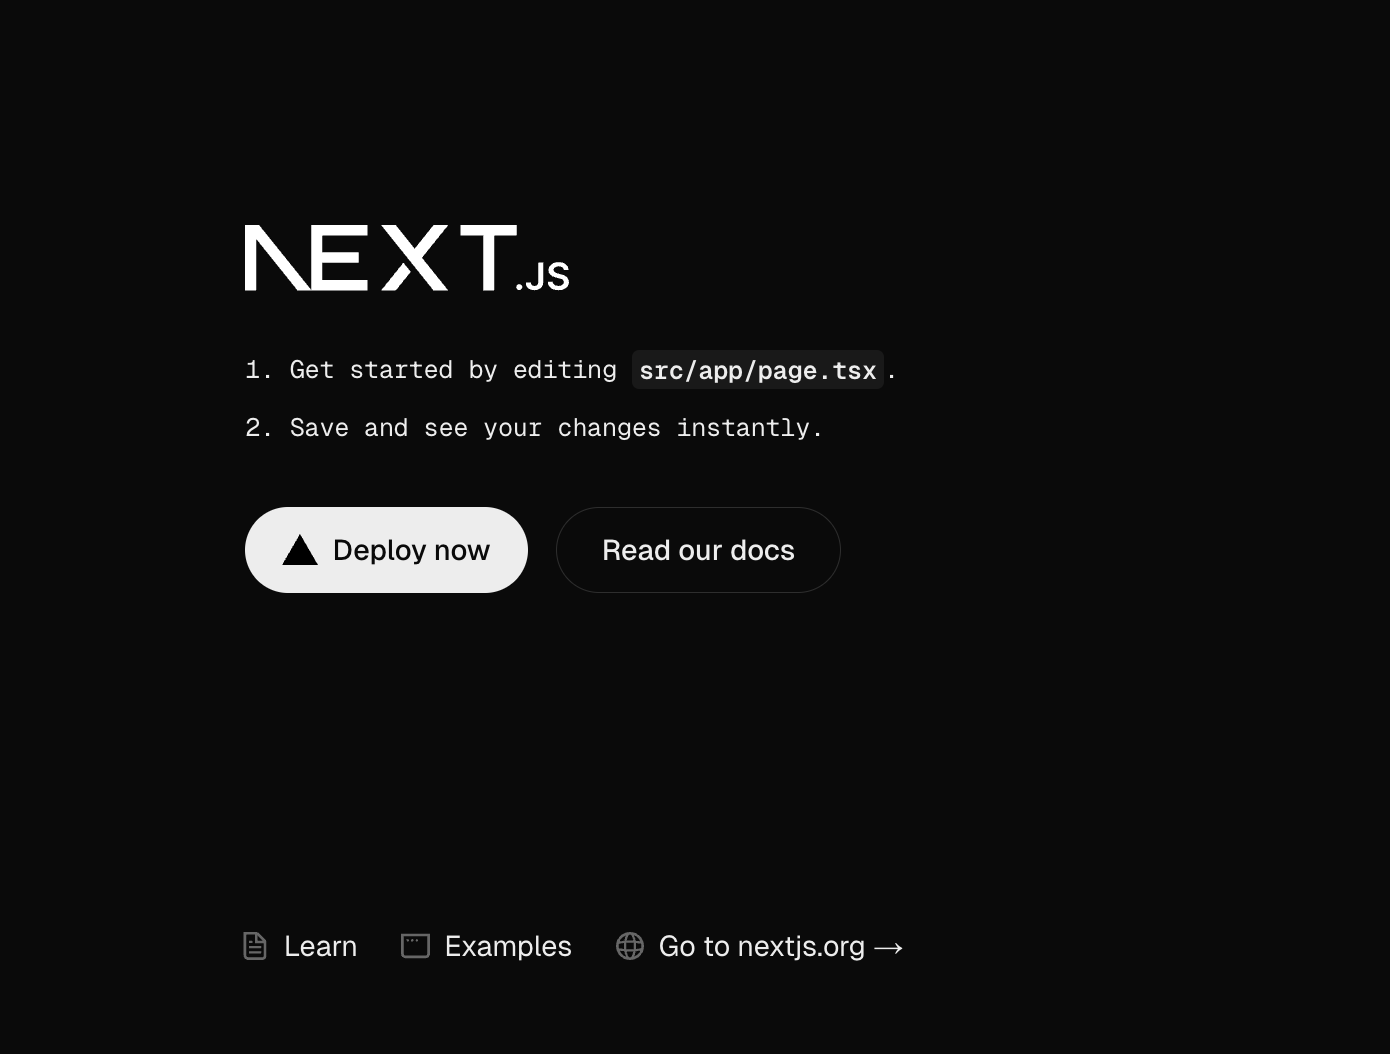 NEXT.JS
1. Get started by editing src/app/page.tsx.
2. Save and see your changes instantly.
Deploy now
Read our docs
Learn
Examples
Go to nextjs.org →